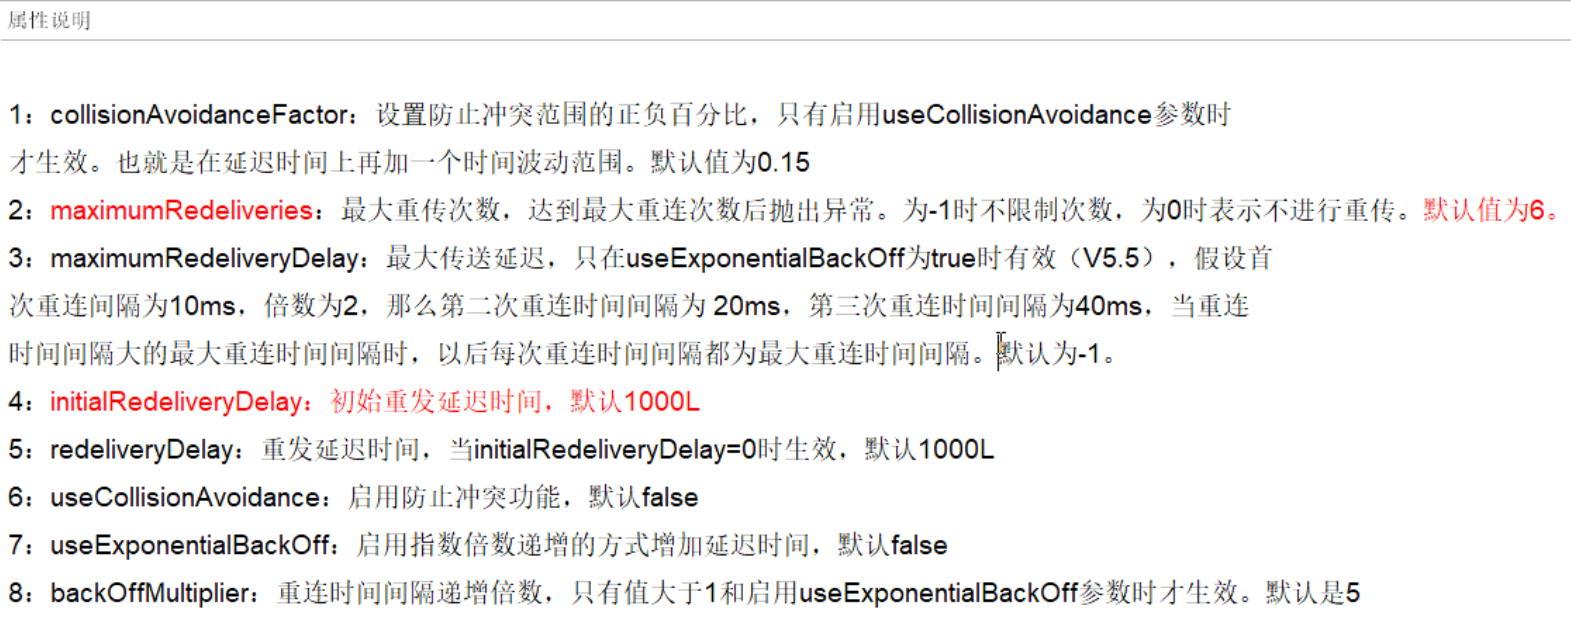 属性说明
1：collisionAvoidanceFactor：设置防止冲突范围的正负百分比，只有启用useCollisionAvoidance参数时
才生效。也就是在延迟时间上再加一个时间波动范围。默认值为0.15
2：maximumRedeliveries：最大重传次数，达到最大重连次数后抛出异常。为-1时不限制次数，为0时表示不进行重传。默认值为6。
3：maximumRedeliveryDelay：最大传送延迟，只在useExponentialBackOff为true时有效（V5.5），假设首
次重连间隔为10ms，倍数为2，那么第二次重连时间间隔为 20ms，第三次重连时间间隔为40ms，当重连
时间间隔大的最大重连时间间隔时，以后每次重连时间间隔都为最大重连时间间隔。默认为-1。
4：initialRedeliveryDelay：初始重发延迟时间，默认1000L
5：redeliveryDelay：重发延迟时间，当initialRedeliveryDelay=0时生效，默认1000L
6：useCollisionAvoidance：启用防止冲突功能，默认false
7：useExponentialBackOff：启用指数倍数递增的方式增加延迟时间，默认false
8：backOffMultiplier：重连时间间隔递增倍数，只有值大于1和启用useExponentialBackOff参数时才生效。默认是5